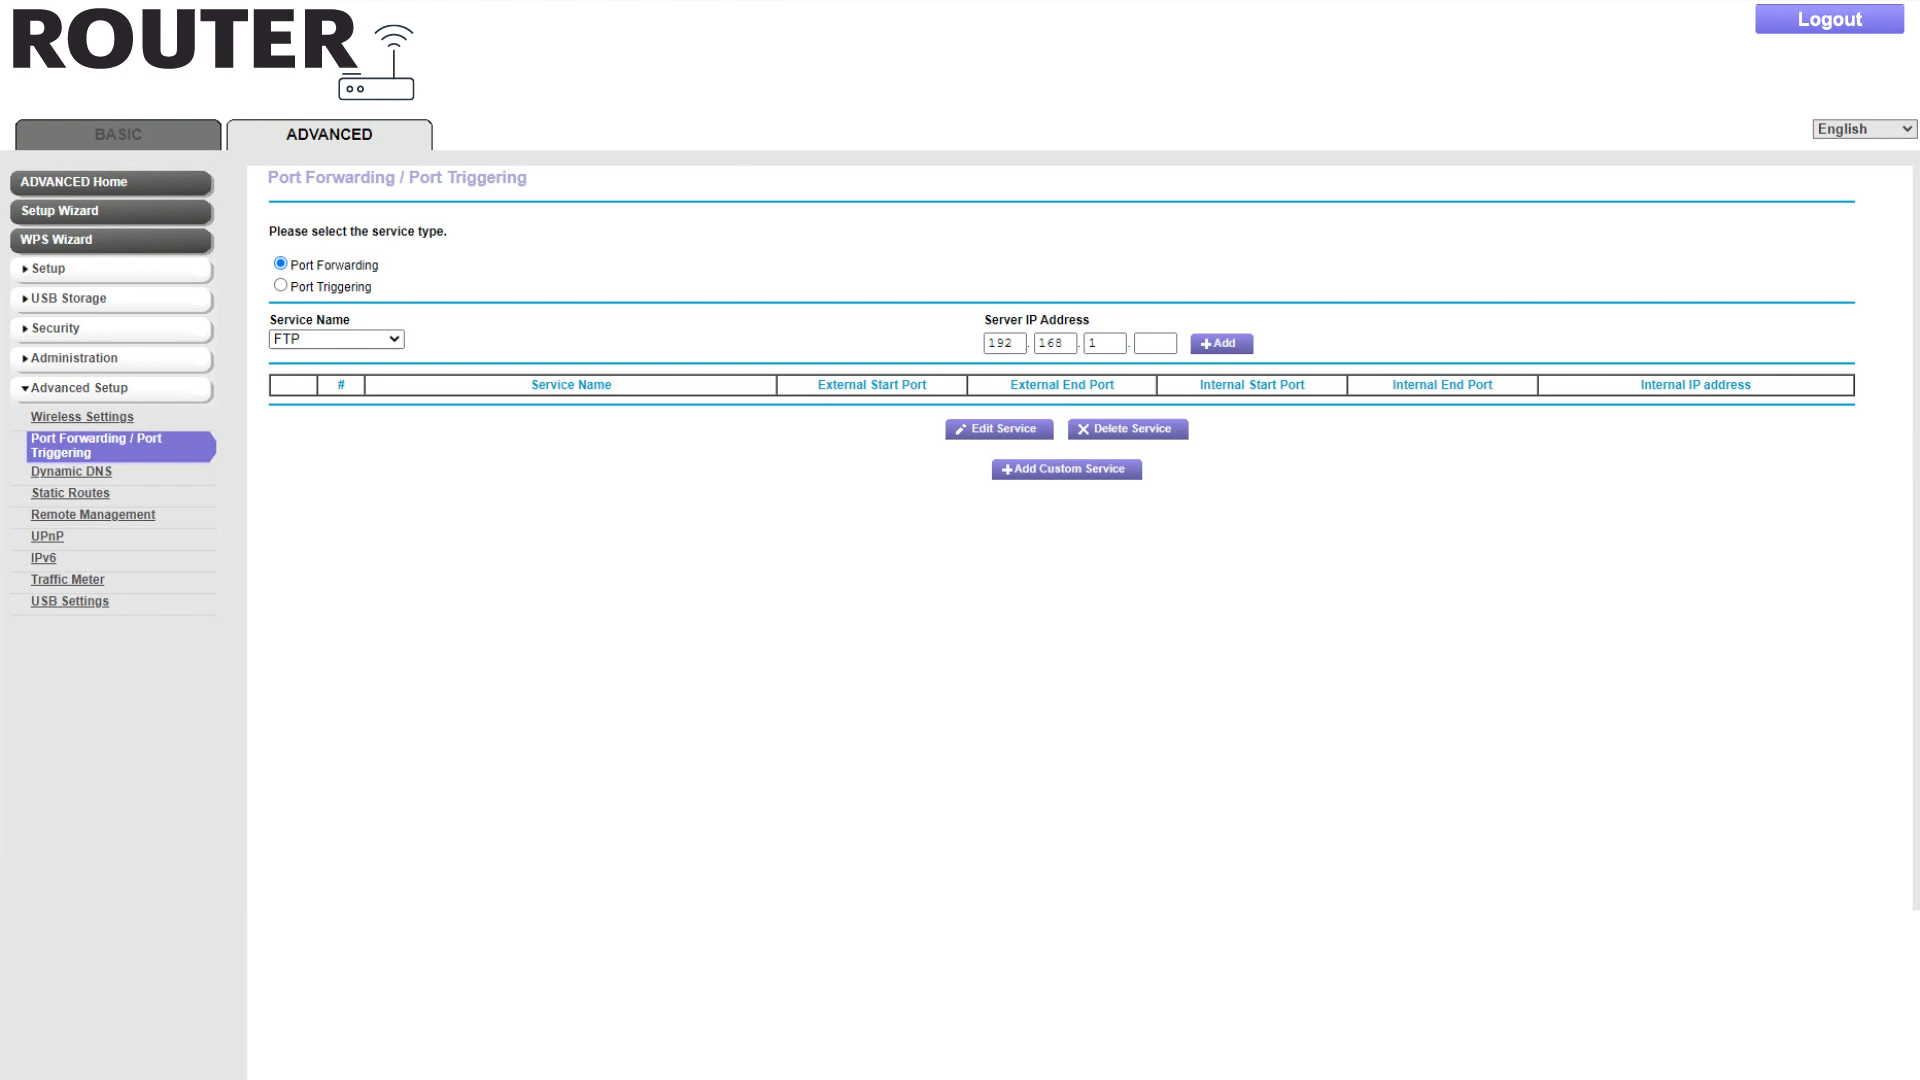 ROUTER
Logout
BASIC
ADVANCED
English
ADVANCED Home
Setup Wizard
WPS Wizard
Setup
USB Storage
Security
Administration
Advanced Setup
Wireless Settings
Port Forwarding / Port
Triggering
Dynamic DNS
Static Routes
Remote Management
UPnP
IPv6
Traffic Meter
USB Settings
Port Forwarding / Port Triggering
Please select the service type.
Port Forwarding
Port Triggering
Service Name
FTP
Server IP Address
192 . 168 . 1 .
Add
# Service Name External Start Port External End Port Internal Start Port Internal End Port Internal IP address
Edit Service Delete Service
Add Custom Service